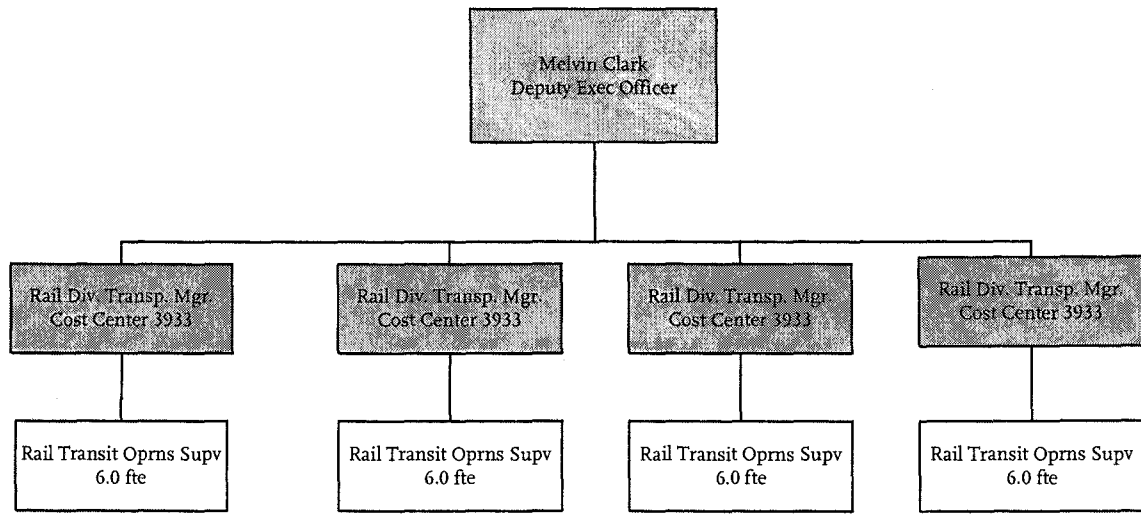 Melvin Clark
Deputy Exec Officer
Rail Div. Transp. Mgr.
Cost Center 3933
Rail Div. Transp. Mgr.
Cost Center 3933
Rail Div. Transp. Mgr.
Cost Center 3933
Rail Div. Transp. Mgr.
Cost Center 3933
Rail Transit Oprns Supv
6.0 fte
Rail Transit Oprns Supv
6.0 fte
Rail Transit Oprns Supv
6.0 fte
Rail Transit Oprns Supv
6.0 fte